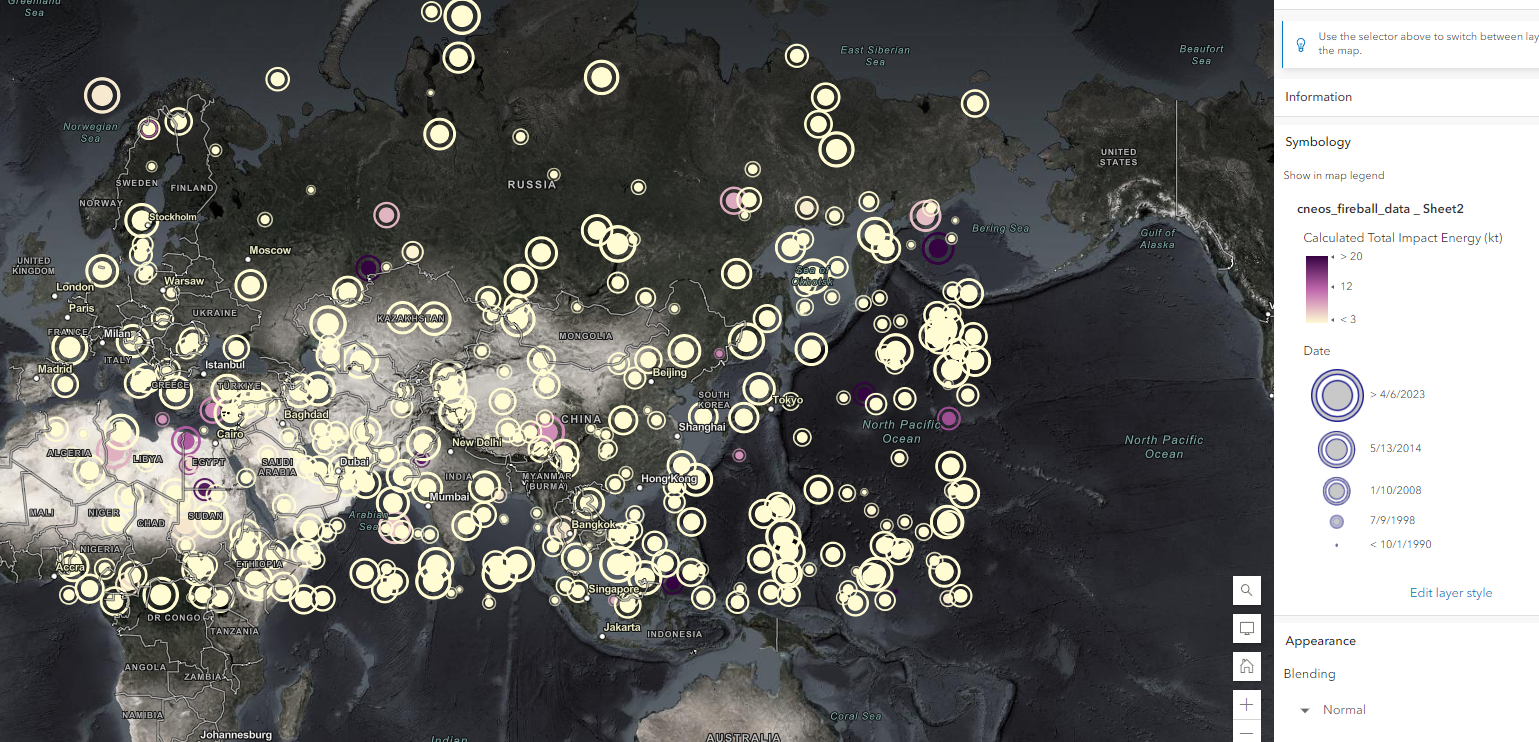 Greenland
Sea
Norwegian
Sea
East Siberian
Sea
Beaufort
Sea
SWEDEN
FINLAND
NORWAY
RUSSIA
UNITED
STATES
Stockholm
Moscow
Bering Sea
Gulf of
Alaska
UNITED
KINGDOM
London
Warsaw
Sea of
Okhotsk
Paris
UKRAINE
KAZAKHSTAN
FRANCE
Milan
MONGOLIA
ITALY
Istanbul
Madrid
GREECE
TÜRKIYE
Beijing
SOUTH
KOREA
Tokyo
Baghdad
CHINA
Shanghai
North Pacific
Ocean
North Pacific
Ocean
Cairo
New Delhi
ALGERIA
LIBYA
EGYPT
SAUDI
ARABIA
Dubai
INDIA
MYANMAR
(BURMA)
Hong Kong
Mumbai
MALI
NIGER
CHAD
SUDAN
Arabian
Sea
Bangkok
NIGERIA
Accra
ETHIOPIA
Singapore
DR CONGO
TANZANIA
Jakarta
INDONESIA
ANGOLA
ZAMBIA
NAMIBIA
Coral Sea
Johannesburg
Indian
AUSTRALIA
Use the selector above to switch between lay
the map.
Information
Symbology
Show in map legend
cneos_fireball_data _ Sheet2
Calculated Total Impact Energy (kt)
> 20
12
< 3
Date
> 4/6/2023
5/13/2014
1/10/2008
7/9/1998
< 10/1/1990
Edit layer style
Appearance
Blending
Normal